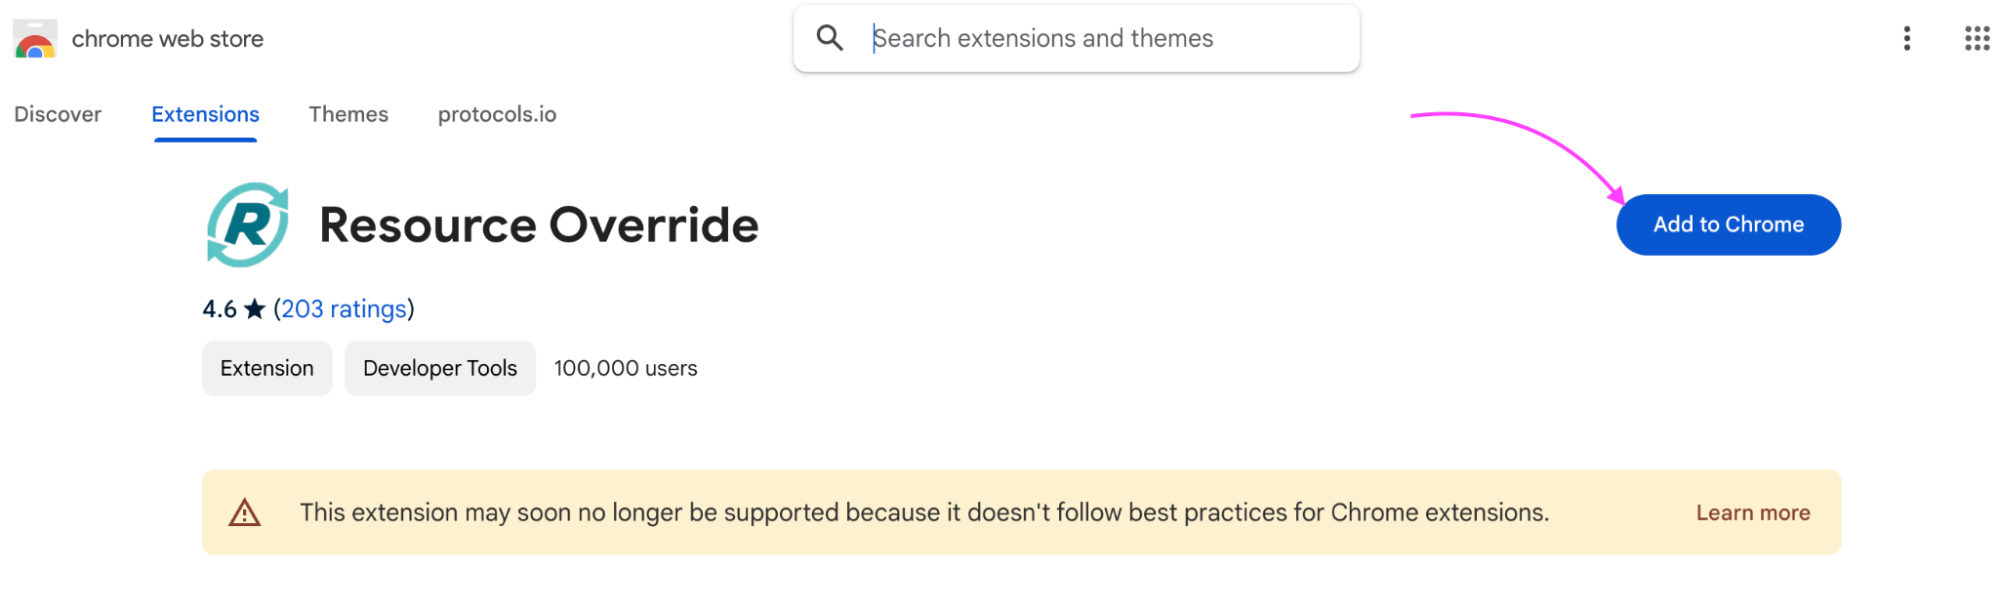 chrome web store
Search extensions and themes
Discover Extensions Themes protocols.io
R
Resource Override
Add to Chrome
4.6 ★ (203 ratings)
Extension Developer Tools 100,000 users
This extension may soon no longer be supported because it doesn't follow best practices for Chrome extensions. Learn more